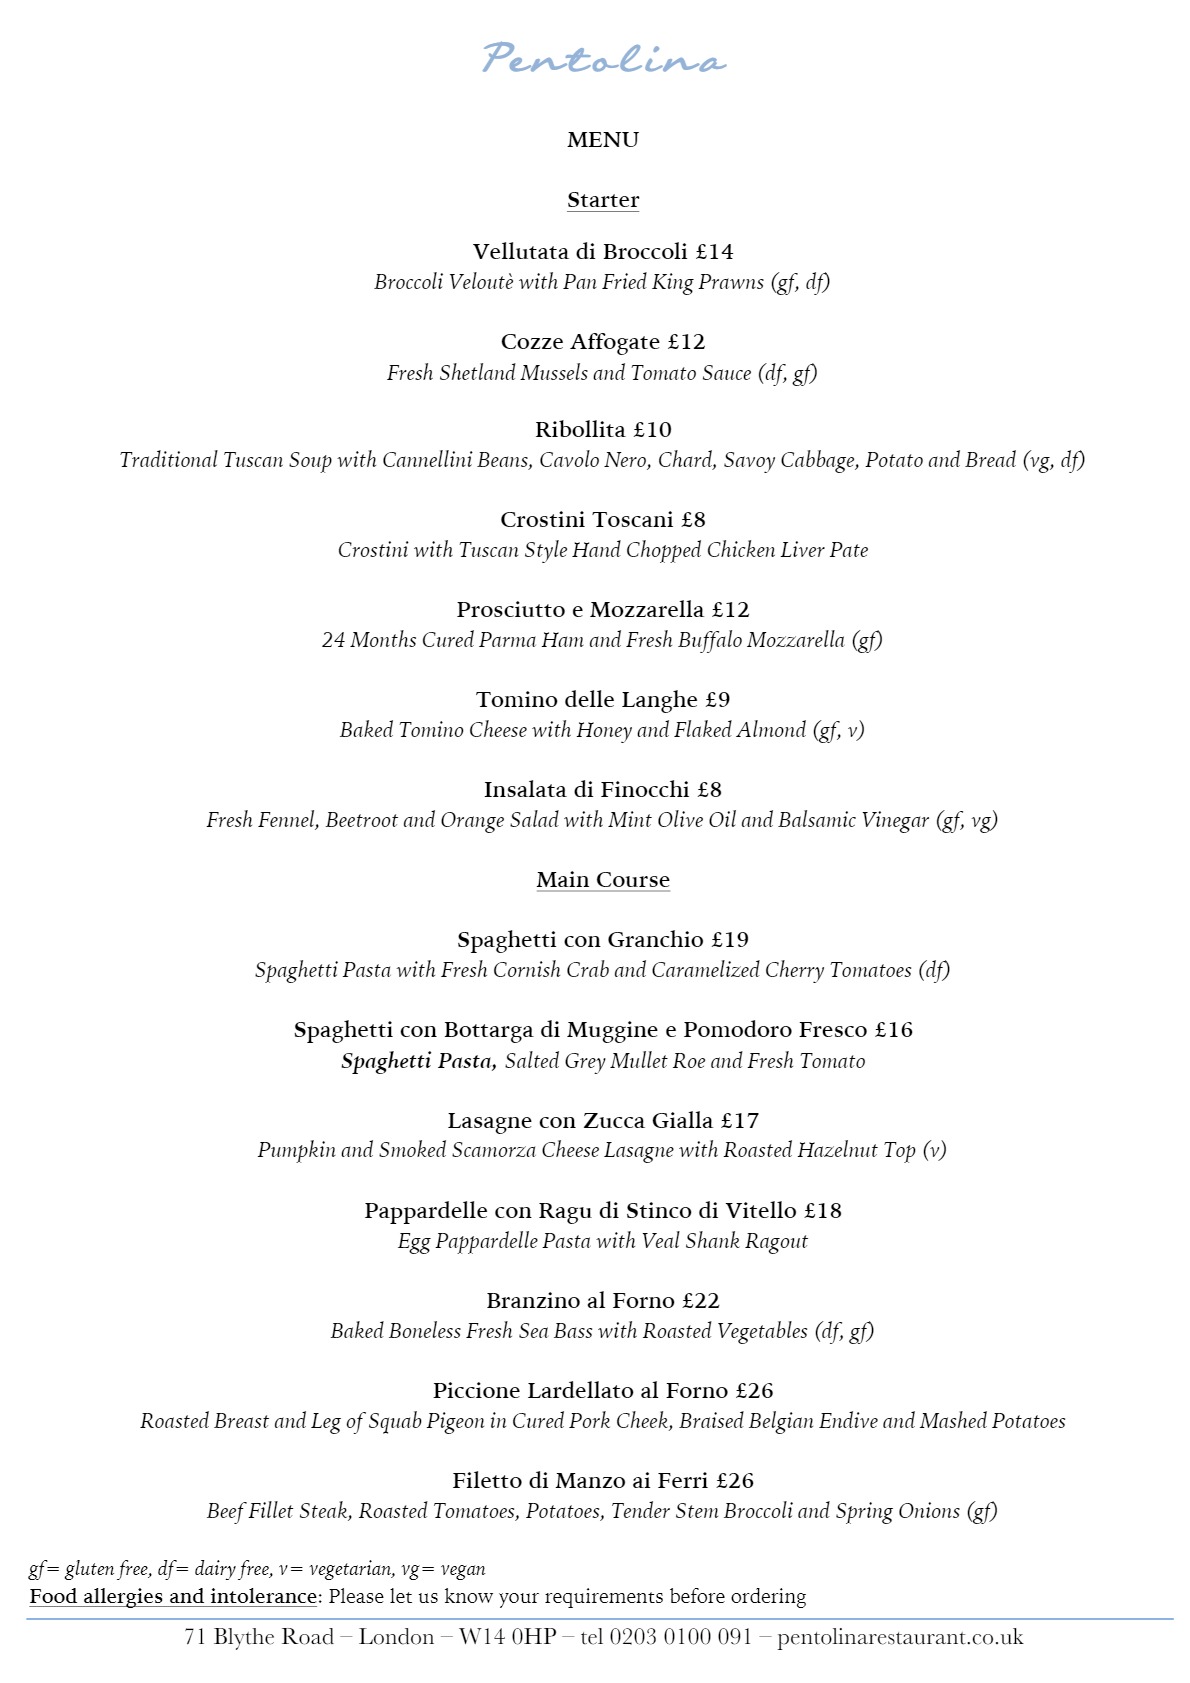 Pentolina
MENU
Starter
Vellutata di Broccoli £14
Broccoli Veloutè with Pan Fried King Prawns (gf, df)
Cozze Affogate £12
Fresh Shetland Mussels and Tomato Sauce (df, gf)
Ribollita £10
Traditional Tuscan Soup with Cannellini Beans, Cavolo Nero, Chard, Savoy Cabbage, Potato and Bread (vg, df)
Crostini Toscani £8
Crostini with Tuscan Style Hand Chopped Chicken Liver Pate
Prosciutto e Mozzarella £12
24 Months Cured Parma Ham and Fresh Buffalo Mozzarella (gf)
Tomino delle Langhe £9
Baked Tomino Cheese with Honey and Flaked Almond (gf, v)
Insalata di Finocchi £8
Fresh Fennel, Beetroot and Orange Salad with Mint Olive Oil and Balsamic Vinegar (gf, vg)
Main Course
Spaghetti con Granchio £19
Spaghetti Pasta with Fresh Cornish Crab and Caramelized Cherry Tomatoes (df)
Spaghetti con Bottarga di Muggine e Pomodoro Fresco £16
Spaghetti Pasta, Salted Grey Mullet Roe and Fresh Tomato
Lasagne con Zucca Gialla £17
Pumpkin and Smoked Scamorza Cheese Lasagne with Roasted Hazelnut Top (v)
Pappardelle con Ragu di Stinco di Vitello £18
Egg Pappardelle Pasta with Veal Shank Ragout
Branzino al Forno £22
Baked Boneless Fresh Sea Bass with Roasted Vegetables (df, gf)
Piccione Lardellato al Forno £26
Roasted Breast and Leg of Squab Pigeon in Cured Pork Cheek, Braised Belgian Endive and Mashed Potatoes
Filetto di Manzo ai Ferri £26
Beef Fillet Steak, Roasted Tomatoes, Potatoes, Tender Stem Broccoli and Spring Onions (gf)
gf= gluten free, df= dairy free, v= vegetarian, vg= vegan
Food allergies and intolerance: Please let us know your requirements before ordering
71 Blythe Road – London – W14 0HP – tel 0203 0100 091 – pentolinarestaurant.co.uk